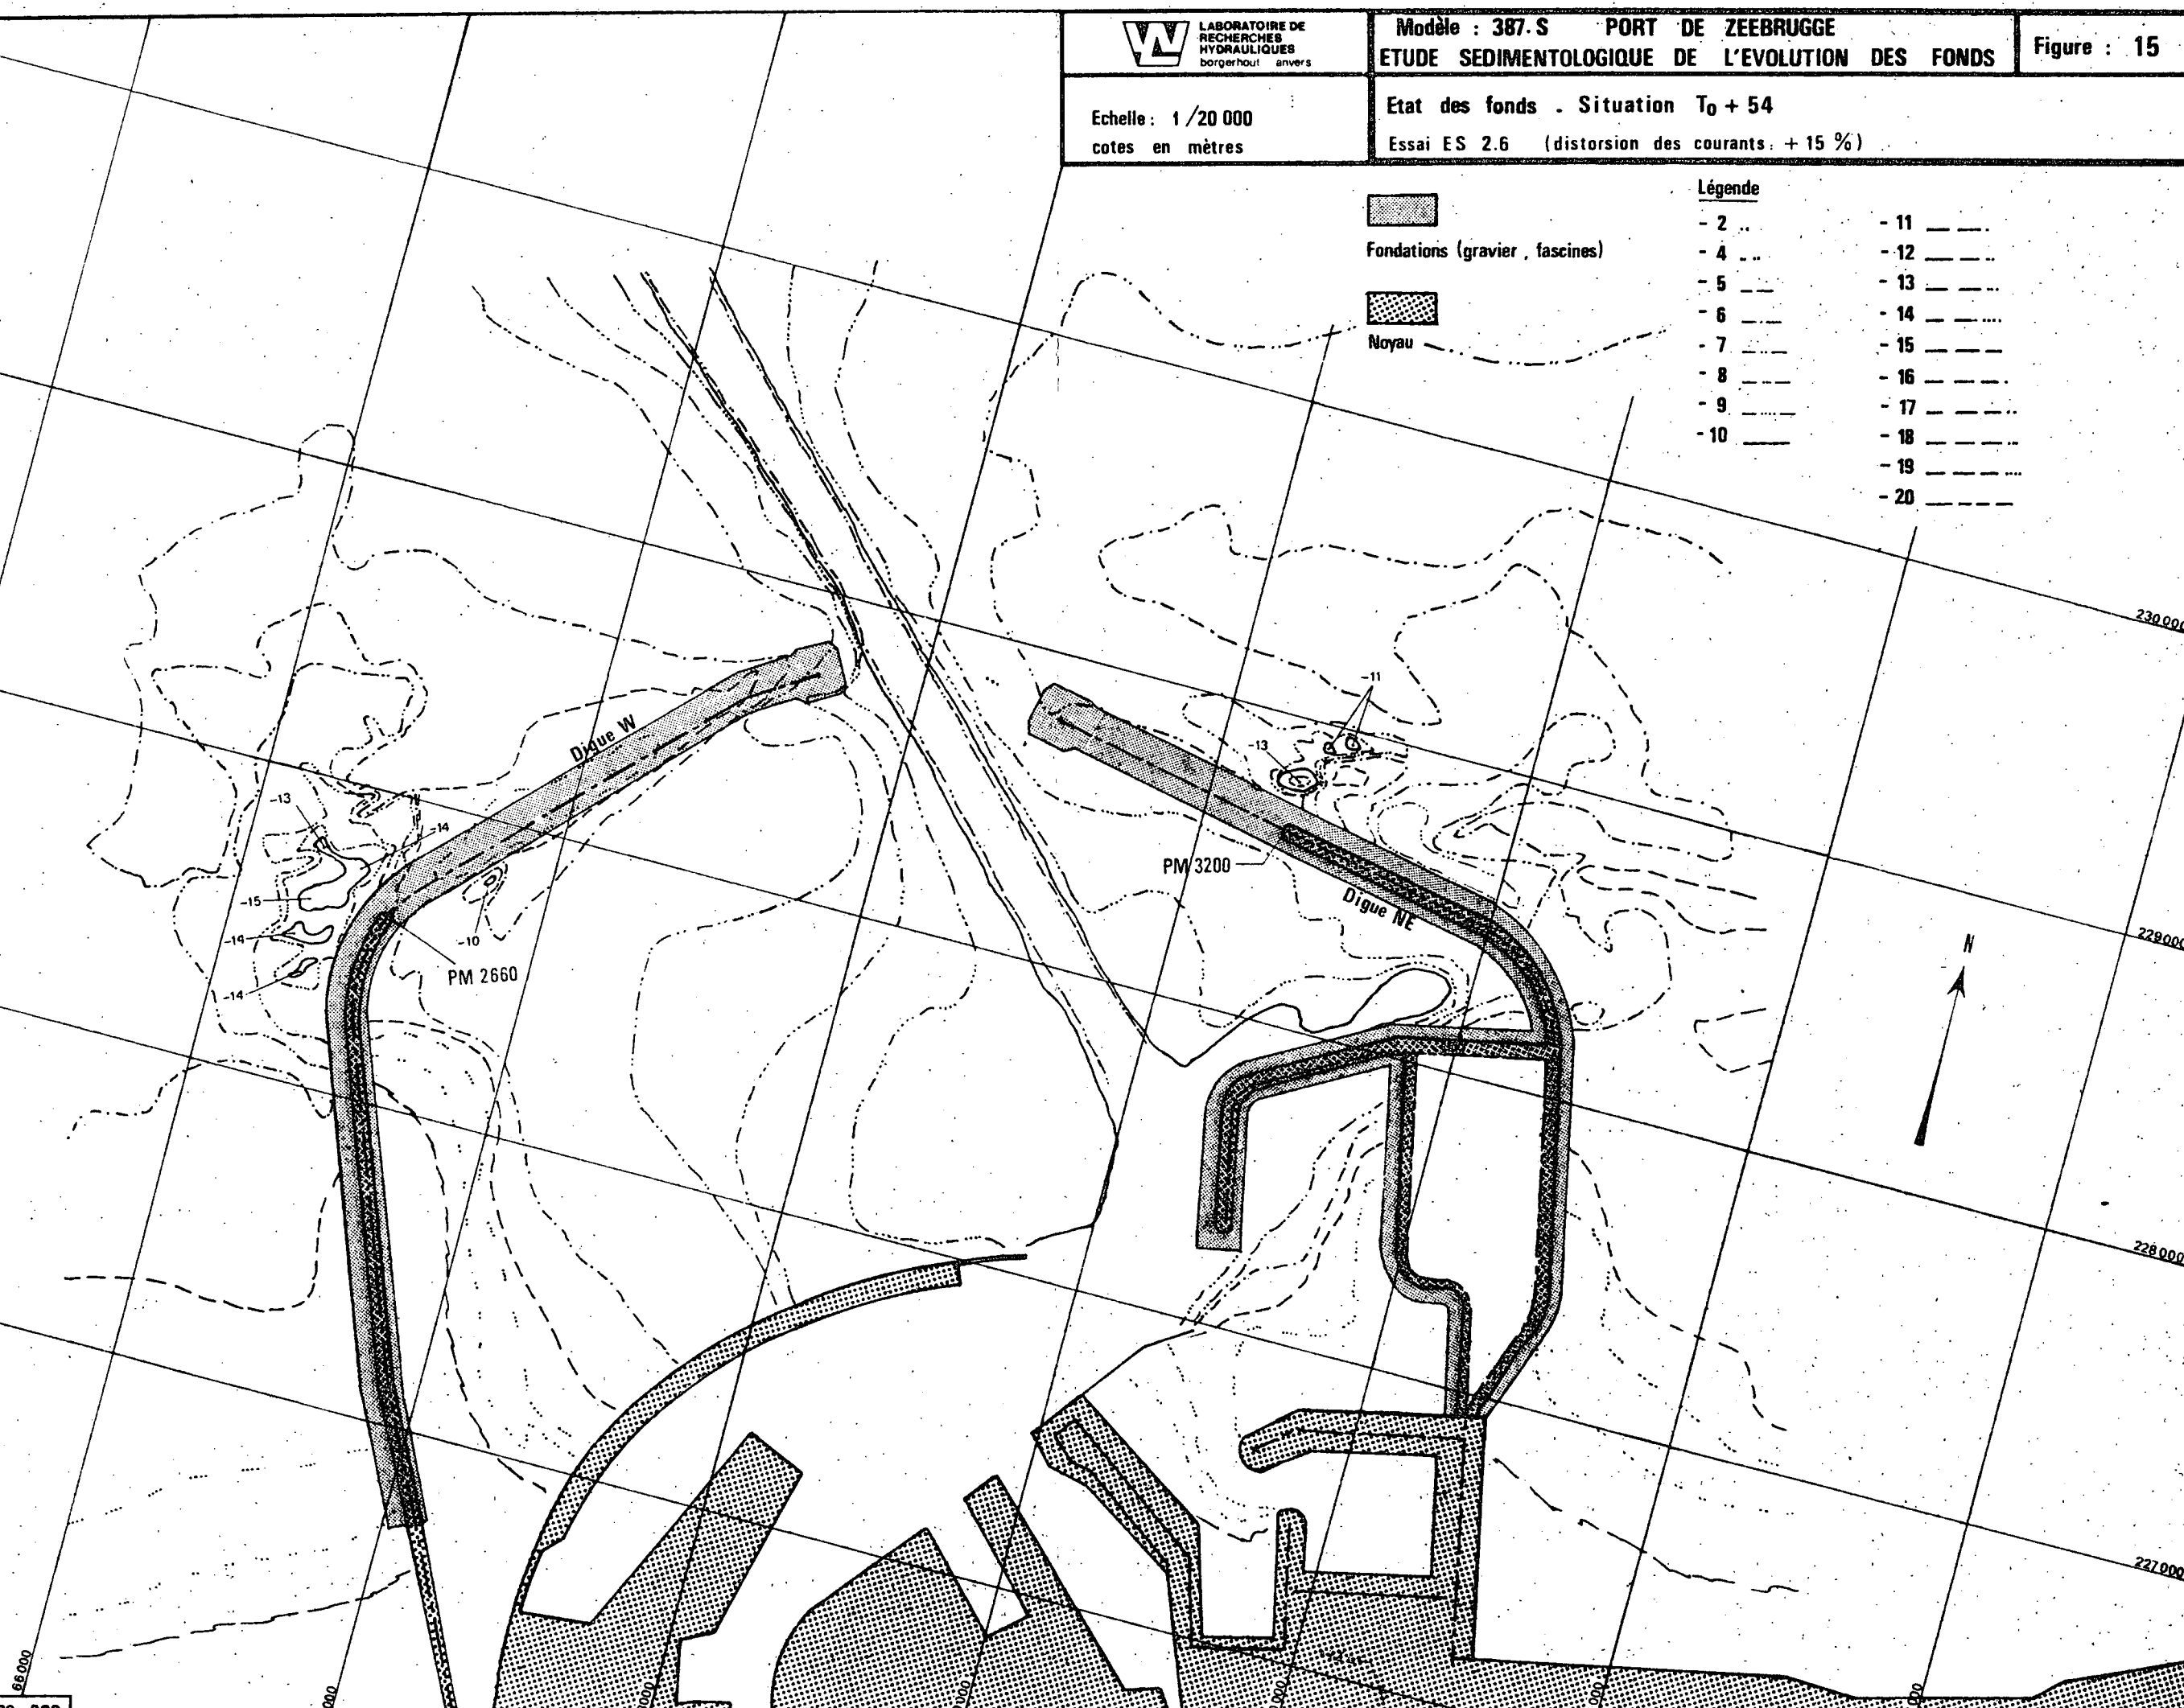 LABORATOIRE DE
RECHERCHES
HYDRAULIQUES
borgerhout anvers
Modèle : 387. S PORT DE ZEEBRUGGE
ETUDE SEDIMENTOLOGIQUE DE L'EVOLUTION DES FONDS
Figure : 15
Echelle : 1 / 20 000
cotes en mètres
Etat des fonds . Situation T0 + 54
Essai ES 2.6 (distorsion des courants : + 15 %)
Fondations (gravier , fascines)
Noyau
Légende
- 2
- 4
- 5
- 6
- 7
- 8
- 9
- 10
- 11
- 12
- 13
- 14
- 15
- 16
- 17
- 18
- 19
- 20
230 000
-11
-13
Digue W
-13
-14
PM 3200
Digue NE
-15
-14
-10
-14
PM 2660
N
229 000
228 000
227 000
66 000